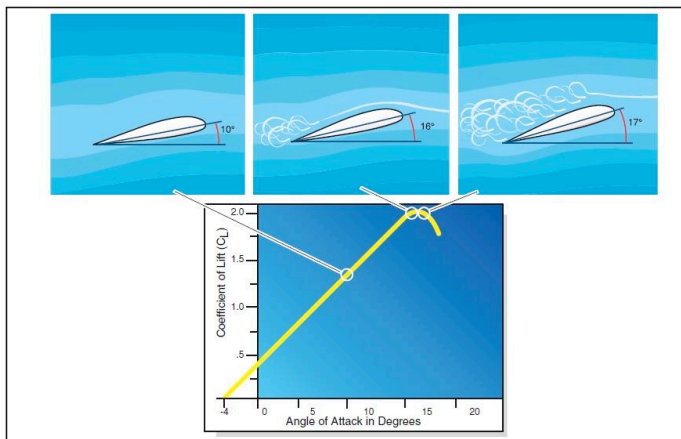 10°
16°
17°
2.0
1.5
1.0
.5
Coefficient of Lift (CL)
-4 0 5 10 15 20
Angle of Attack in Degrees